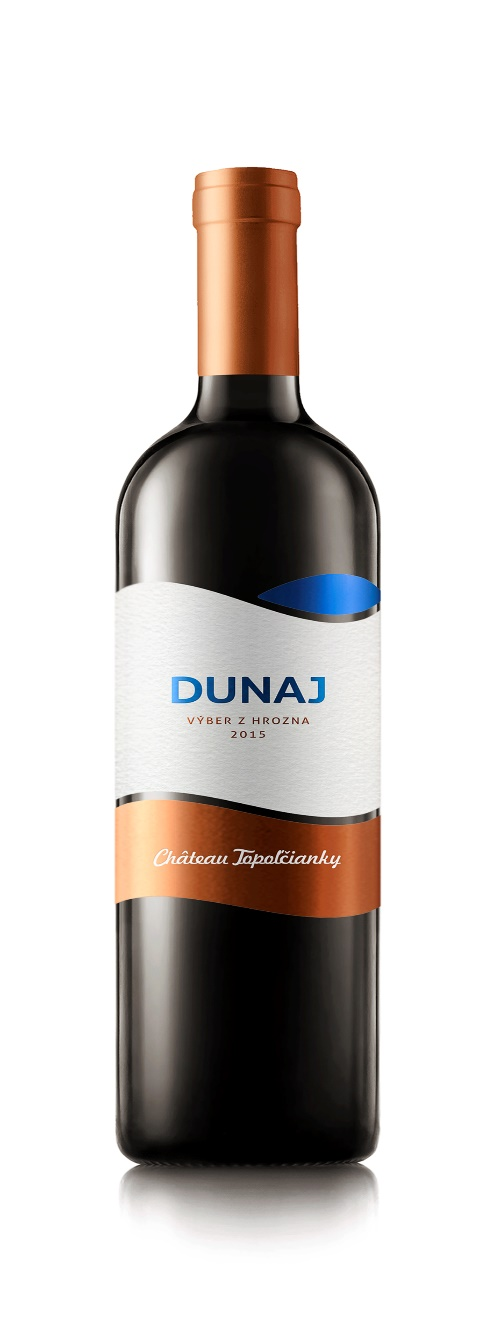 DUNAJ
VÝBER Z HROZNA
2015
Château Topoľčianky